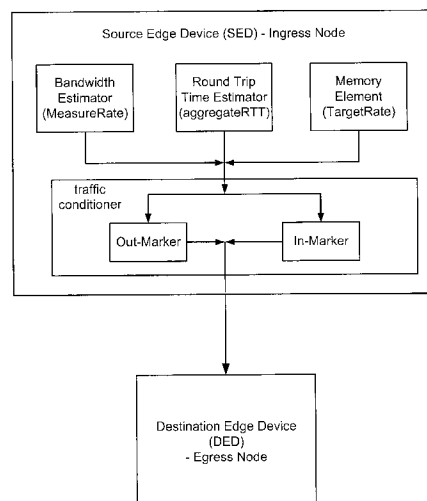 Source Edge Device (SED) - Ingress Node
Bandwidth
Estimator
(MeasureRate)
Round Trip
Time Estimator
(aggregateRTT)
Memory
Element
(TargetRate)
traffic
conditioner
Out-Marker
In-Marker
Destination Edge Device
(DED)
- Egress Node